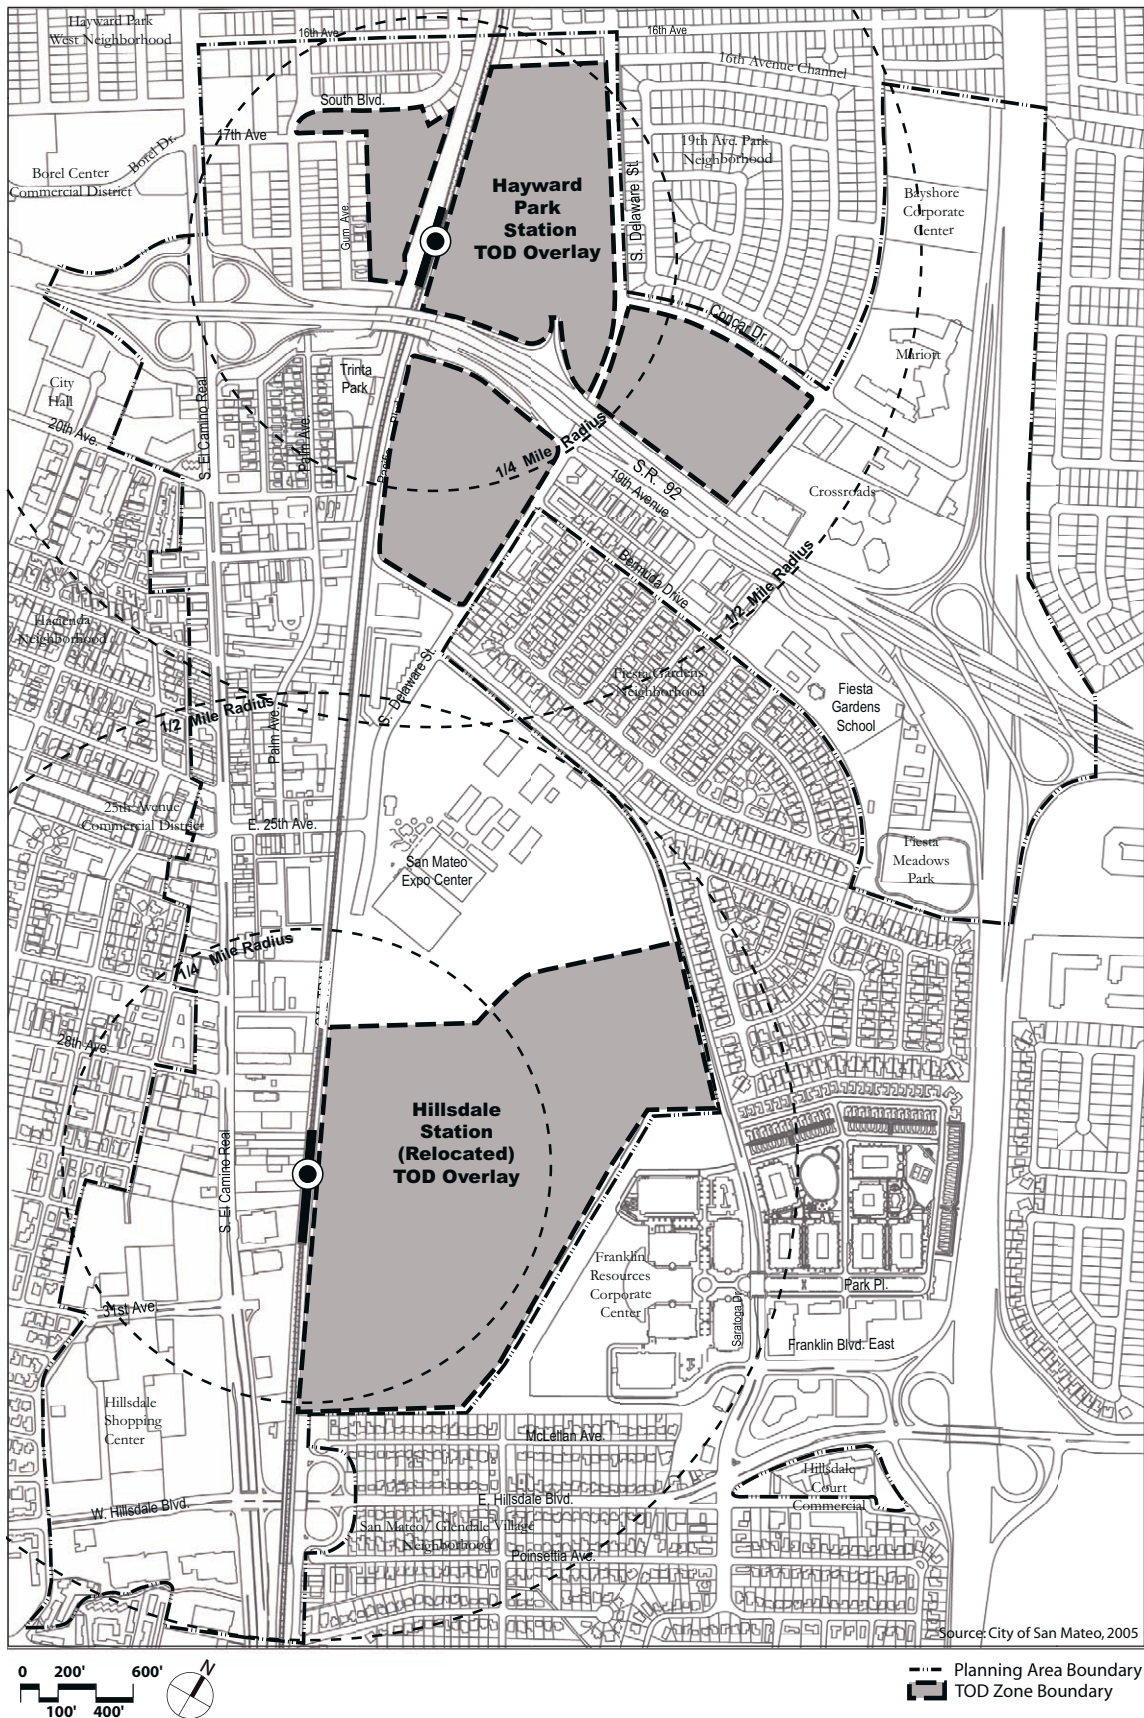 Hayward Park
West Neighborhood
16th Ave.
16th Ave
16th Avenue Channel
South Blvd.
17th Ave
Borel Dr.
Borel Center
Commercial District
Gum Ave.
Hayward
Park
Station
TOD Overlay
S. Delaware St.
19th Ave. Park
Neighborhood
Bayshore
Corporate
Center
Concar Dr.
Mariott
City
Hall
20th Ave.
S. El Camino Real
Palm Ave.
Trinta
Park
Pacific Blvd.
1/4 Mile Radius
S.R. 92
19th Avenue
Crossroads
Bermuda Drive
1/2 Mile Radius
Hacienda
Neighborhood
S. Delaware St.
Fiesta Gardens
Neighborhood
Fiesta
Gardens
School
1/2 Mile Radius
Palm Ave.
25th Avenue
Commercial District
E. 25th Ave.
San Mateo
Expo Center
Fiesta
Meadows
Park
1/4 Mile Radius
28th Ave.
Hillsdale
Station
(Relocated)
TOD Overlay
S. El Camino Real
Franklin
Resources
Corporate
Center
Saratoga Dr.
Park Pl.
Franklin Blvd. East
31st Ave.
Hillsdale
Shopping
Center
McLellan Ave.
Hillsdale
Court
Commercial
W. Hillsdale Blvd.
E. Hillsdale Blvd.
San Mateo/ Glendale Village
Neighborhood
Poinsettia Ave.
Source: City of San Mateo, 2005
0 200' 600'
100' 400'
N
Planning Area Boundary
TOD Zone Boundary